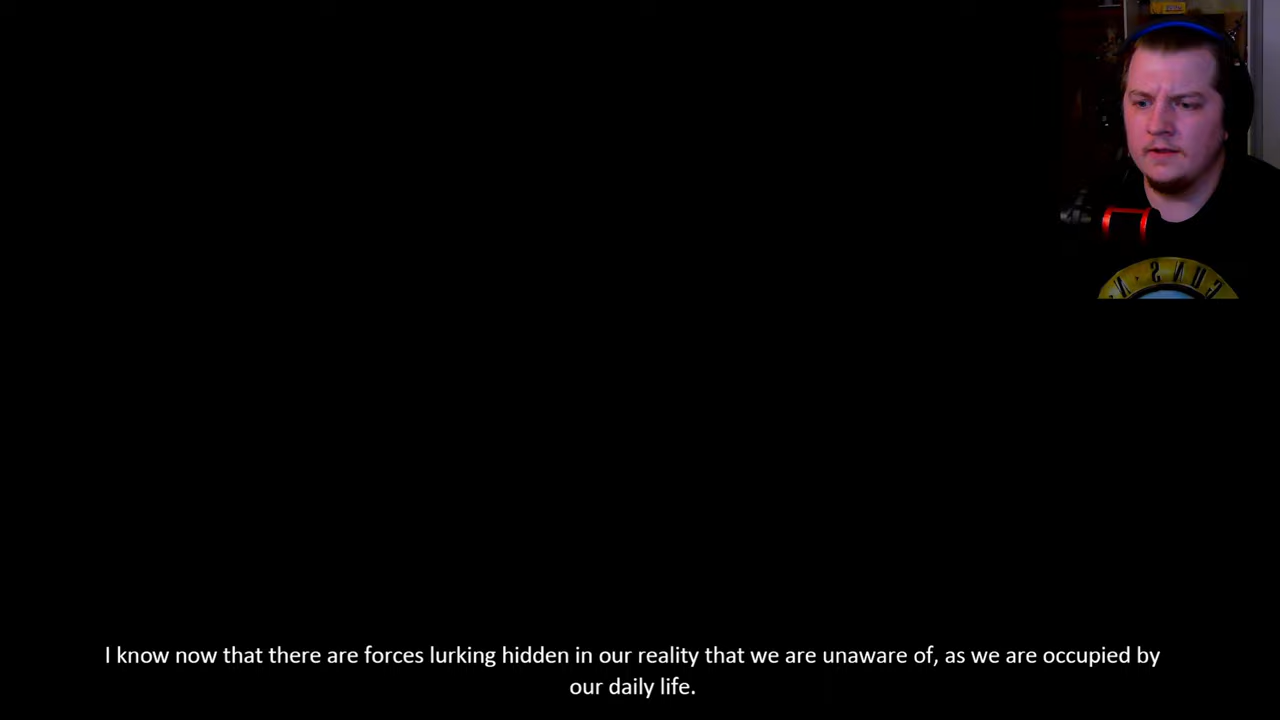 GUNS N'
I know now that there are forces lurking hidden in our reality that we are unaware of, as we are occupied by
our daily life.